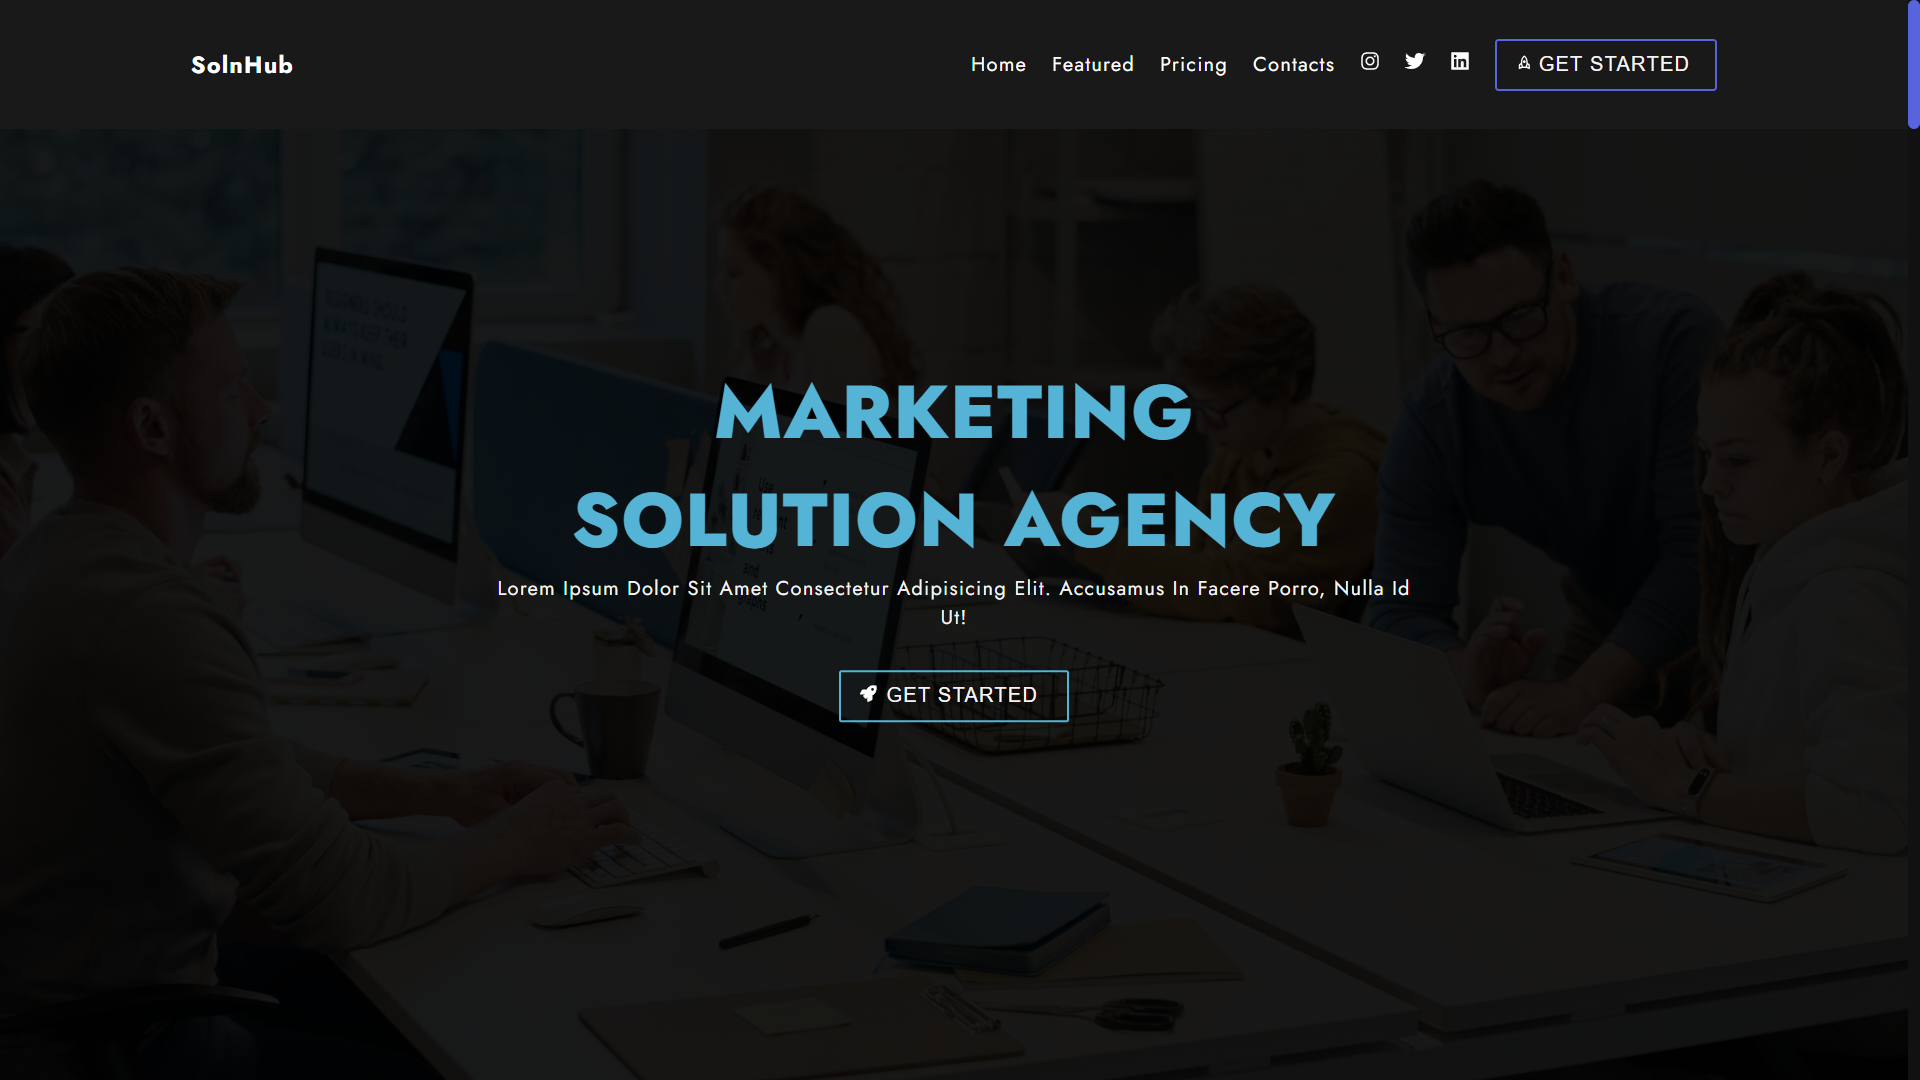 SolnHub
Home Featured Pricing Contacts GET STARTED
MARKETING
SOLUTION AGENCY
Lorem Ipsum Dolor Sit Amet Consectetur Adipisicing Elit. Accusamus In Facere Porro, Nulla Id
Ut!
GET STARTED